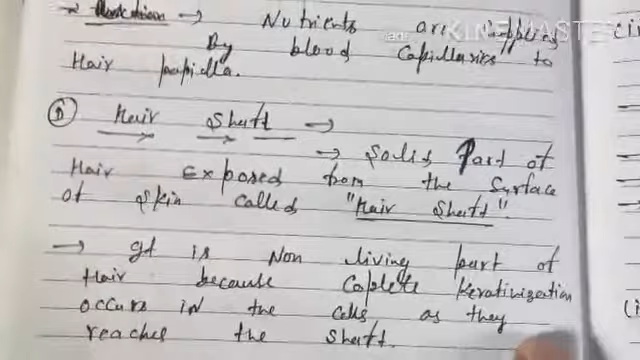 → Nutrients are
By blood Capillaries to
Hair papilla.
Hair Shaft →
→ Solid Part of
Hair Exposed from the Surface
of Skin called "Hair Shaft".
→ It is Non living part of
Hair because Coplete Keratinization
occurs in the cells as they
reaches the shaft.
KINEMASTER